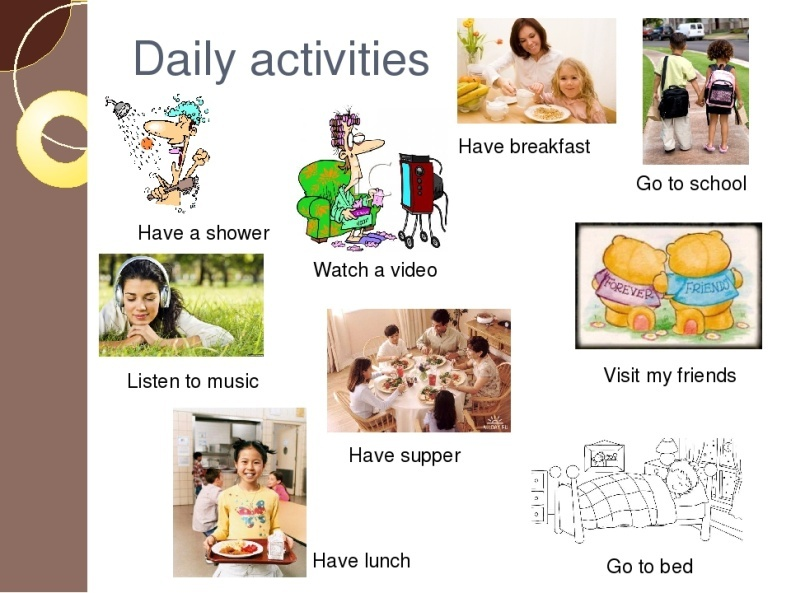 Daily activities
Have breakfast
Go to school
Have a shower
Watch a video
FOREVER
FRIEND
Listen to music
Visit my friends
Have supper
Have lunch
Go to bed